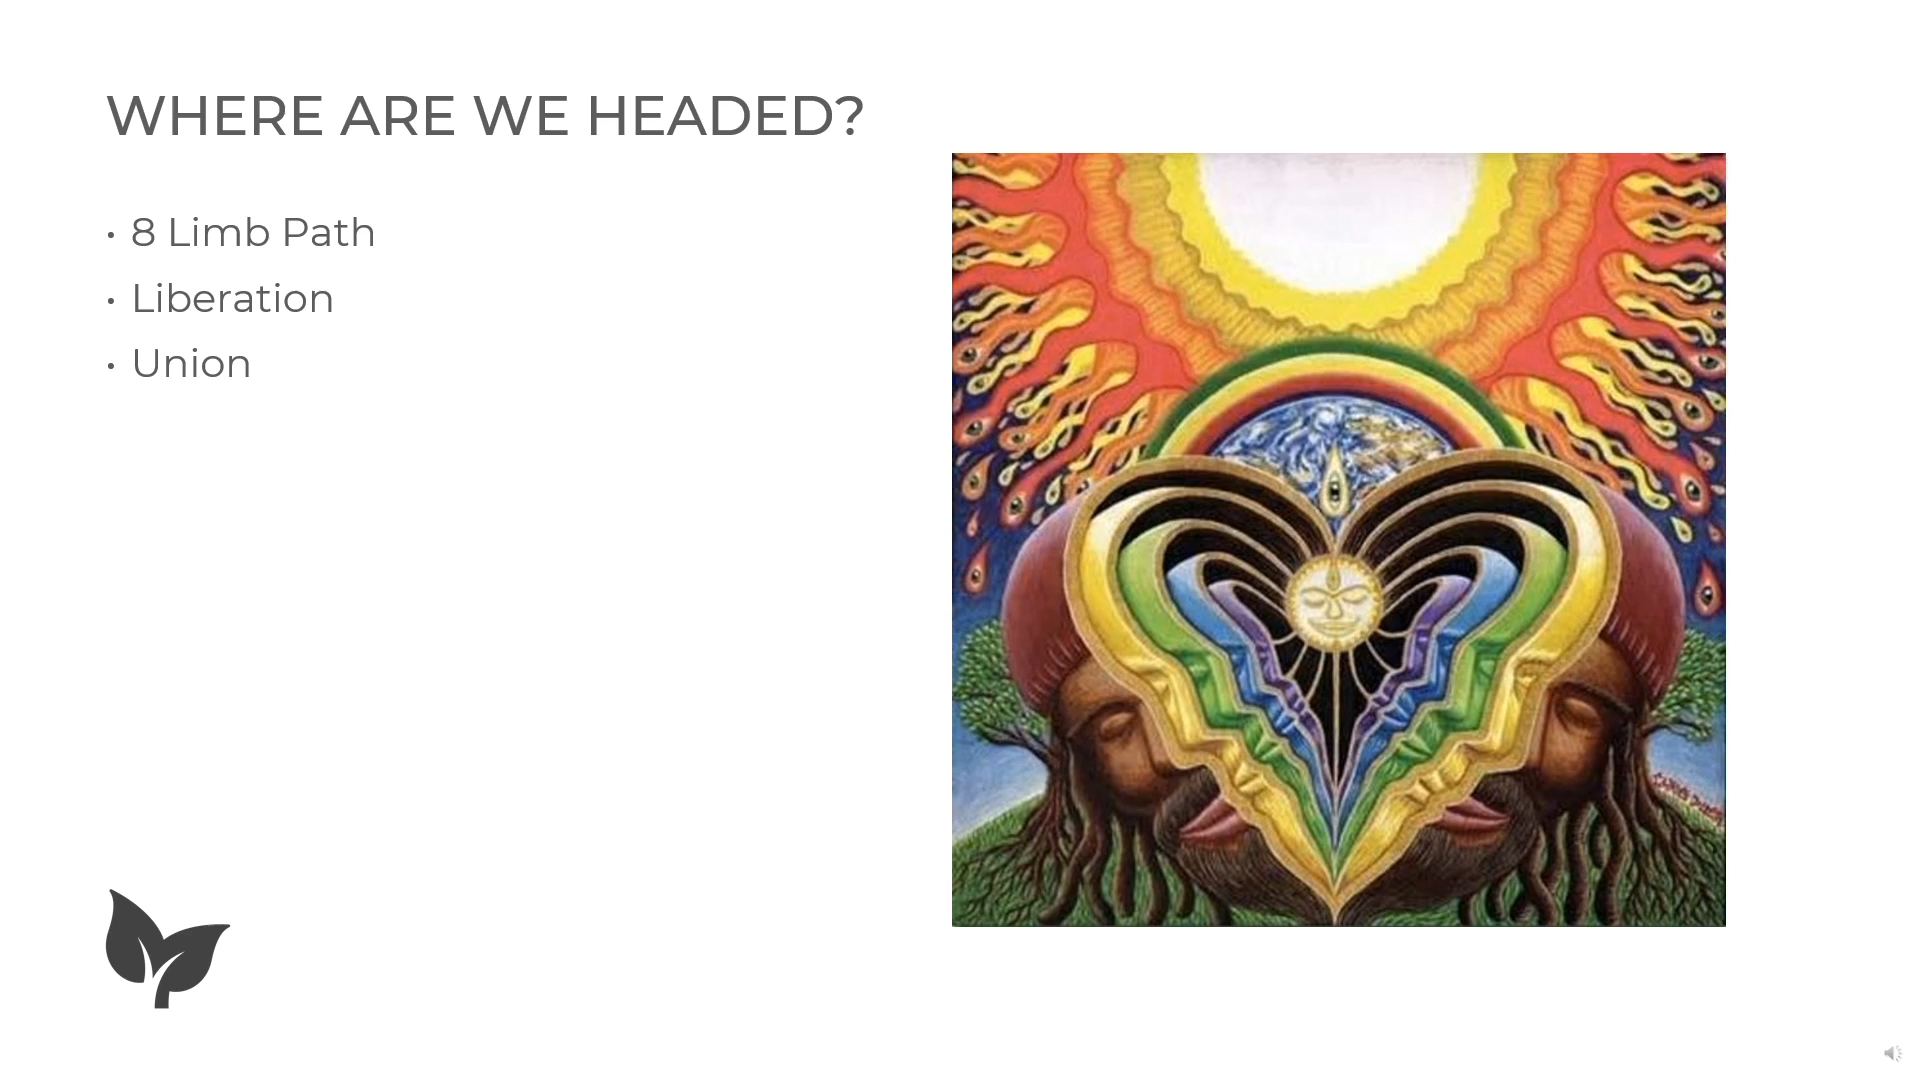 WHERE ARE WE HEADED?
• 8 Limb Path
• Liberation
• Union